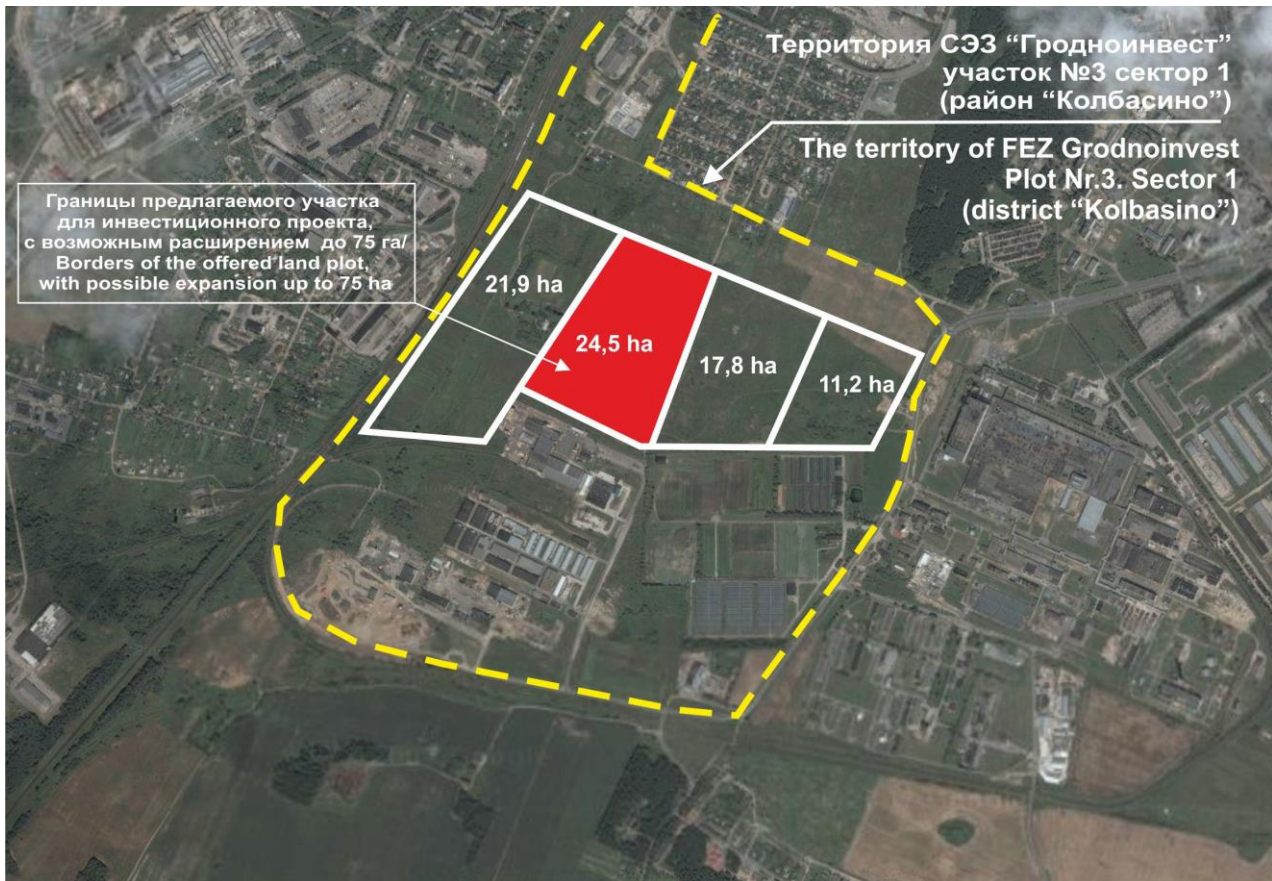 Территория СЭЗ “Гродноинвест”
участок №3 сектор 1
(район “Колбасино”)
The territory of FEZ Grodnoinvest
Plot Nr.3. Sector 1
(district “Kolbasino”)
Границы предлагаемого участка
для инвестиционного проекта,
с возможным расширением до 75 га/
Borders of the offered land plot,
with possible expansion up to 75 ha
21,9 ha
24,5 ha
17,8 ha
11,2 ha